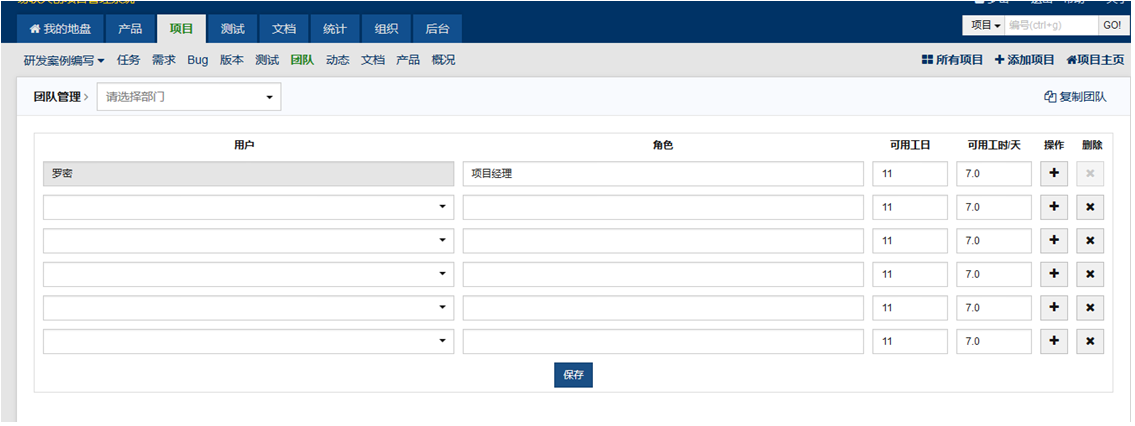 我的地盘 产品 项目 测试 文档 统计 组织 后台 项目 编号(ctrl+g) GO!
研发案例编写 任务 需求 Bug 版本 测试 团队 动态 文档 产品 概况 所有项目 添加项目 项目主页
团队管理 请选择部门 复制团队
用户 角色 可用工日 可用工时/天 操作 删除
罗密 项目经理 11 7.0
11 7.0
11 7.0
11 7.0
11 7.0
11 7.0
保存